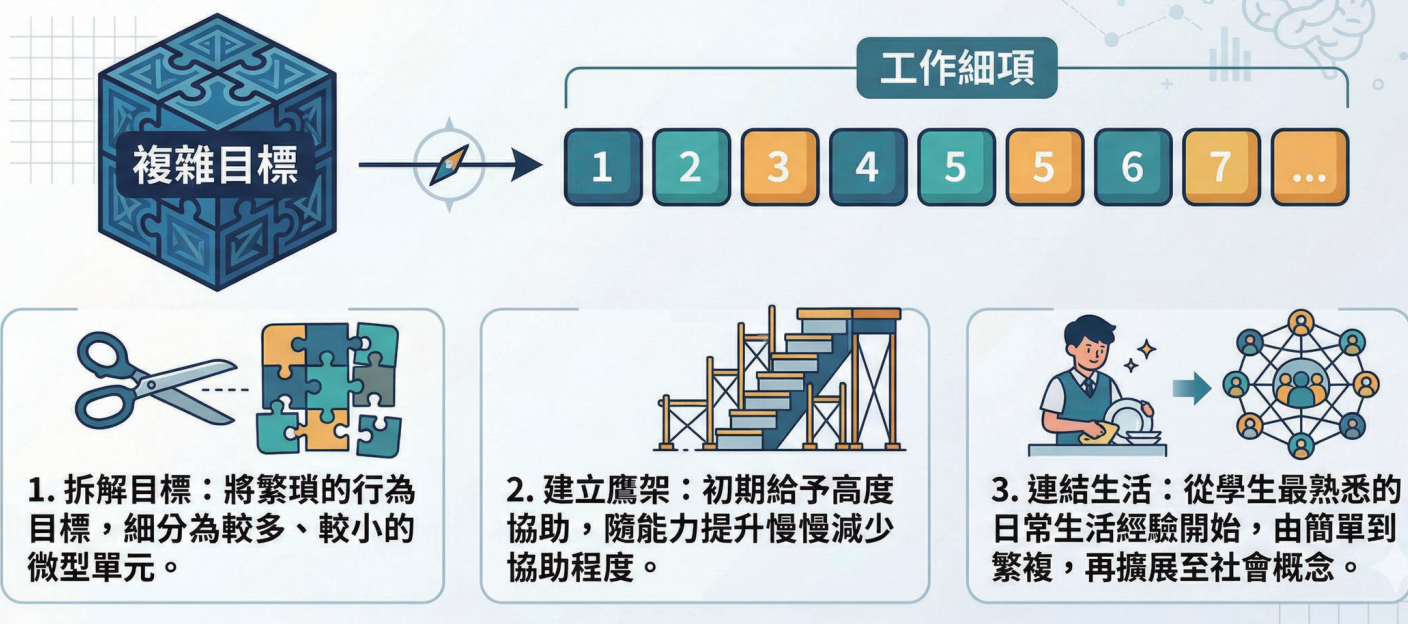 複雜目標
工作細項
1 2 3 4 5 5 6 7 ...
1. 拆解目標：將繁瑣的行為
目標，細分為較多、較小的
微型單元。
2. 建立鷹架：初期給予高度
協助，隨能力提升慢慢減少
協助程度。
3. 連結生活：從學生最熟悉的
日常生活經驗開始，由簡單到
繁複，再擴展至社會概念。